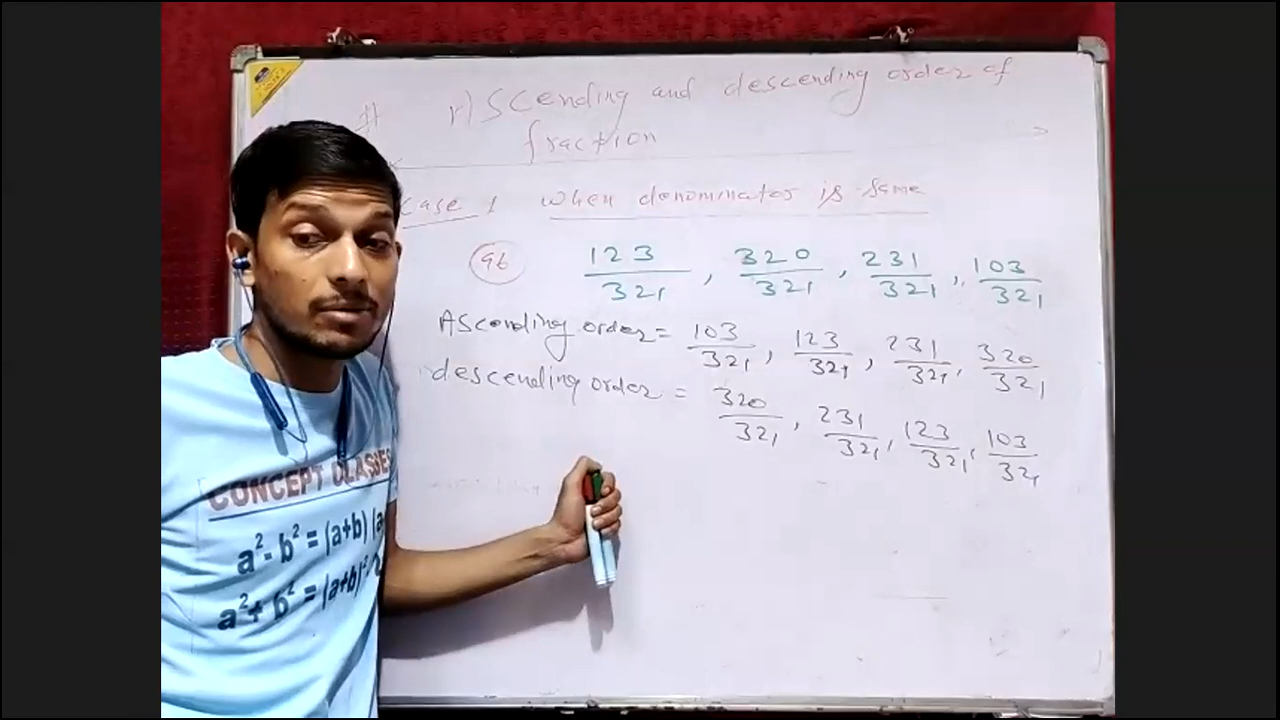 # Ascending and descending order of
fraction
Case 1 When denominator is same
96 123/321, 320/321, 231/321, 103/321
Ascending order = 103/321, 123/321, 231/321, 320/321
descending order = 320/321, 231/321, 123/321, 103/321
CONCEPT CLASSES
a² - b² = (a+b) (a
a² + b² = (a+b)² - 2